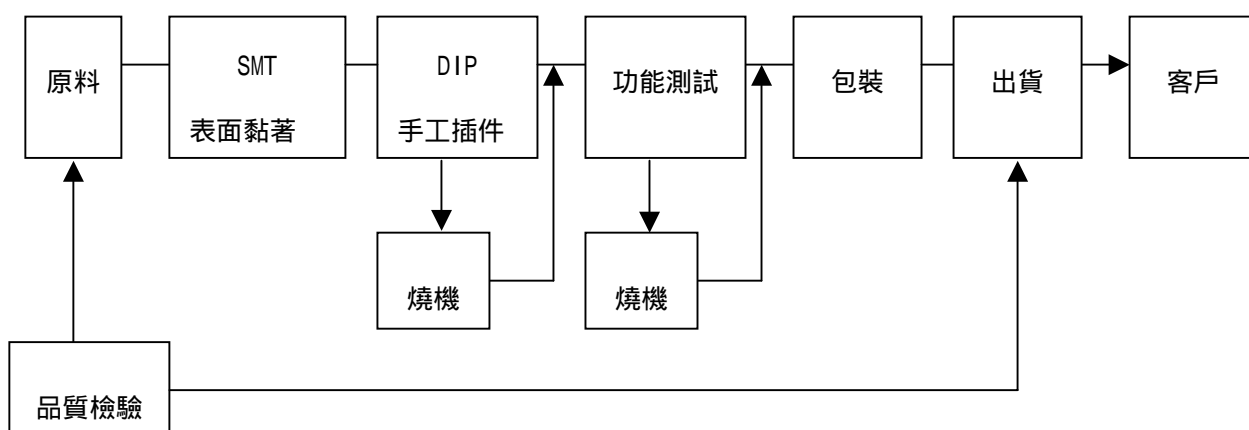 原料
SMT
表面黏著
DIP
手工插件
功能測試
包裝
出貨
客戶
燒機
燒機
品質檢驗